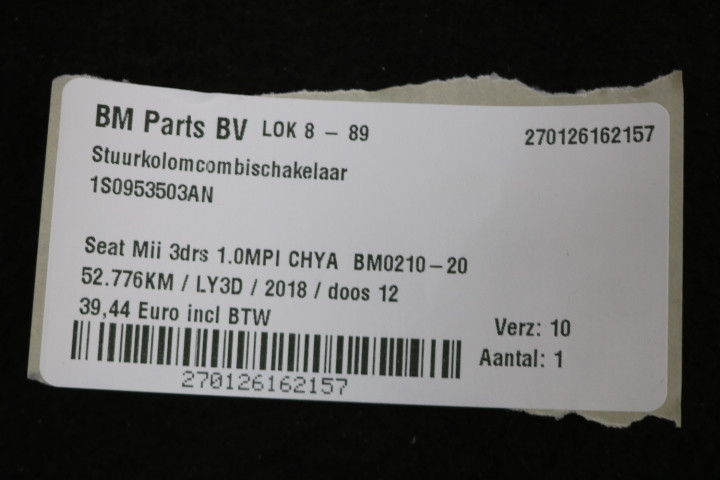 BM Parts BV LOK 8 - 89 270126162157
Stuurkolomcombischakelaar
1S0953503AN
Seat Mii 3drs 1.0MPI CHYA BM0210-20
52.776KM / LY3D / 2018 / doos 12
39,44 Euro incl BTW
Verz: 10
Aantal: 1
270126162157